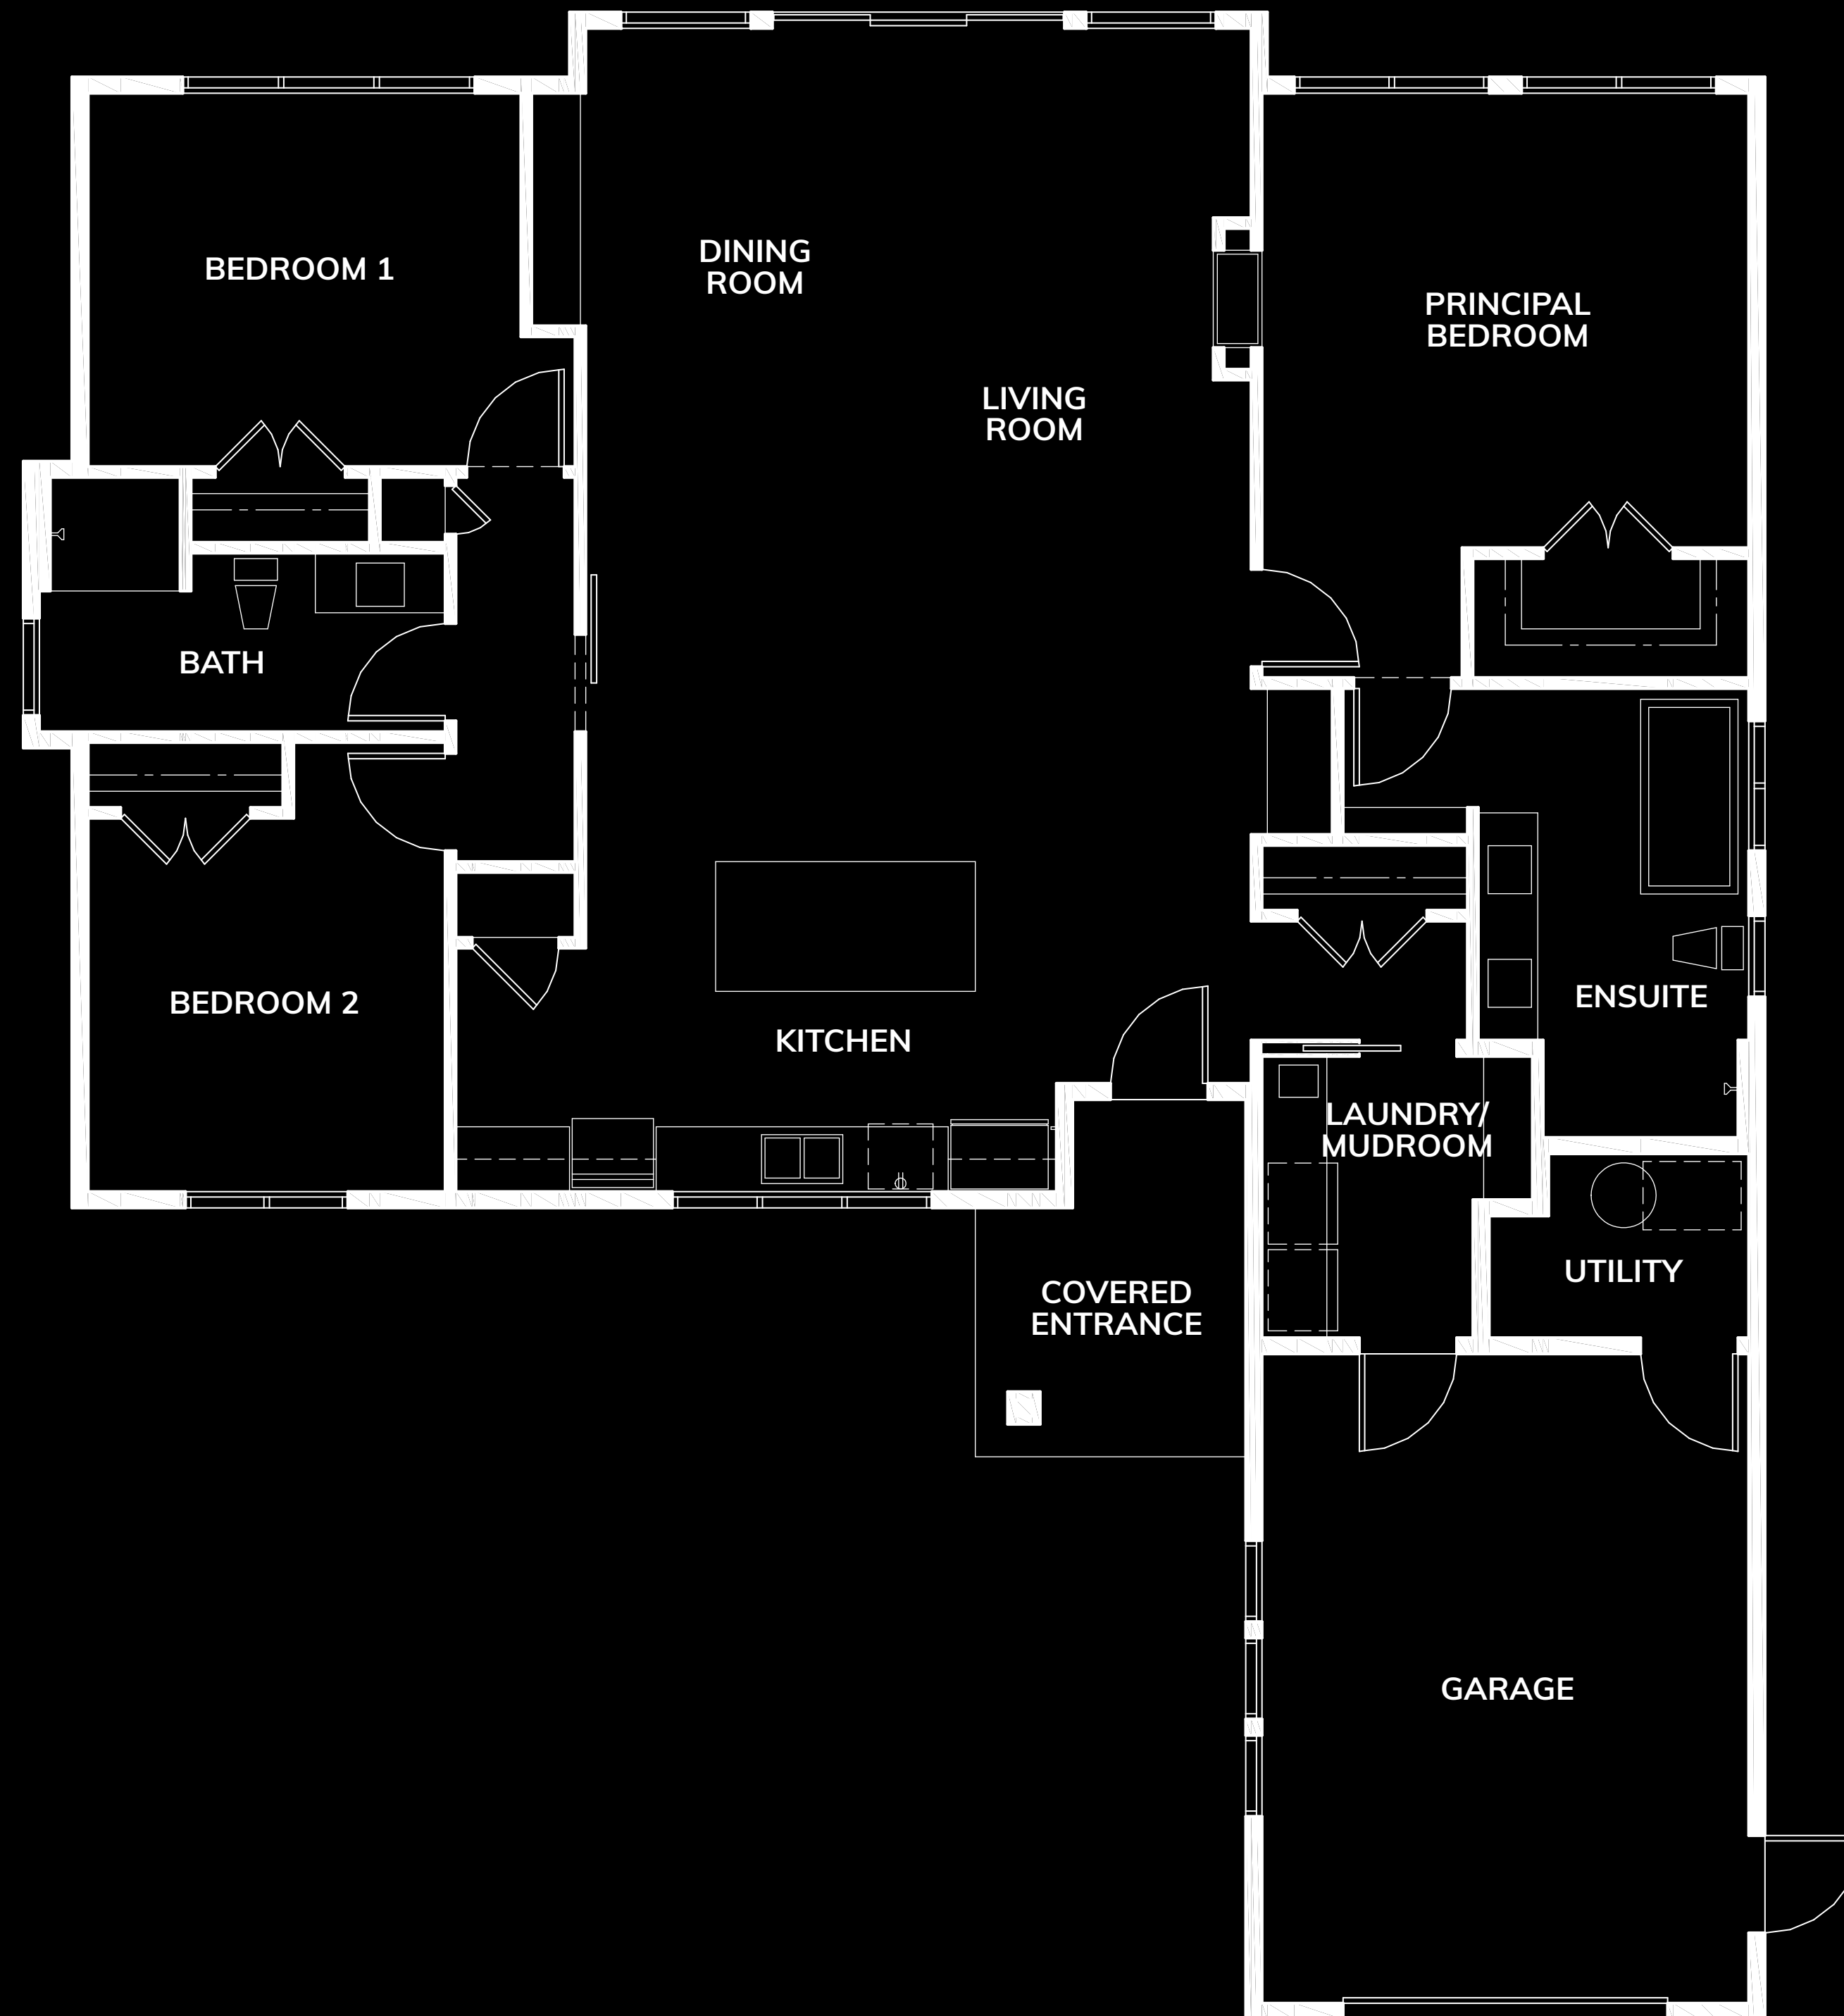 DINING
ROOM
BEDROOM 1
PRINCIPAL
BEDROOM
LIVING
ROOM
BATH
BEDROOM 2
ENSUITE
KITCHEN
LAUNDRY/
MUDROOM
UTILITY
COVERED
ENTRANCE
GARAGE